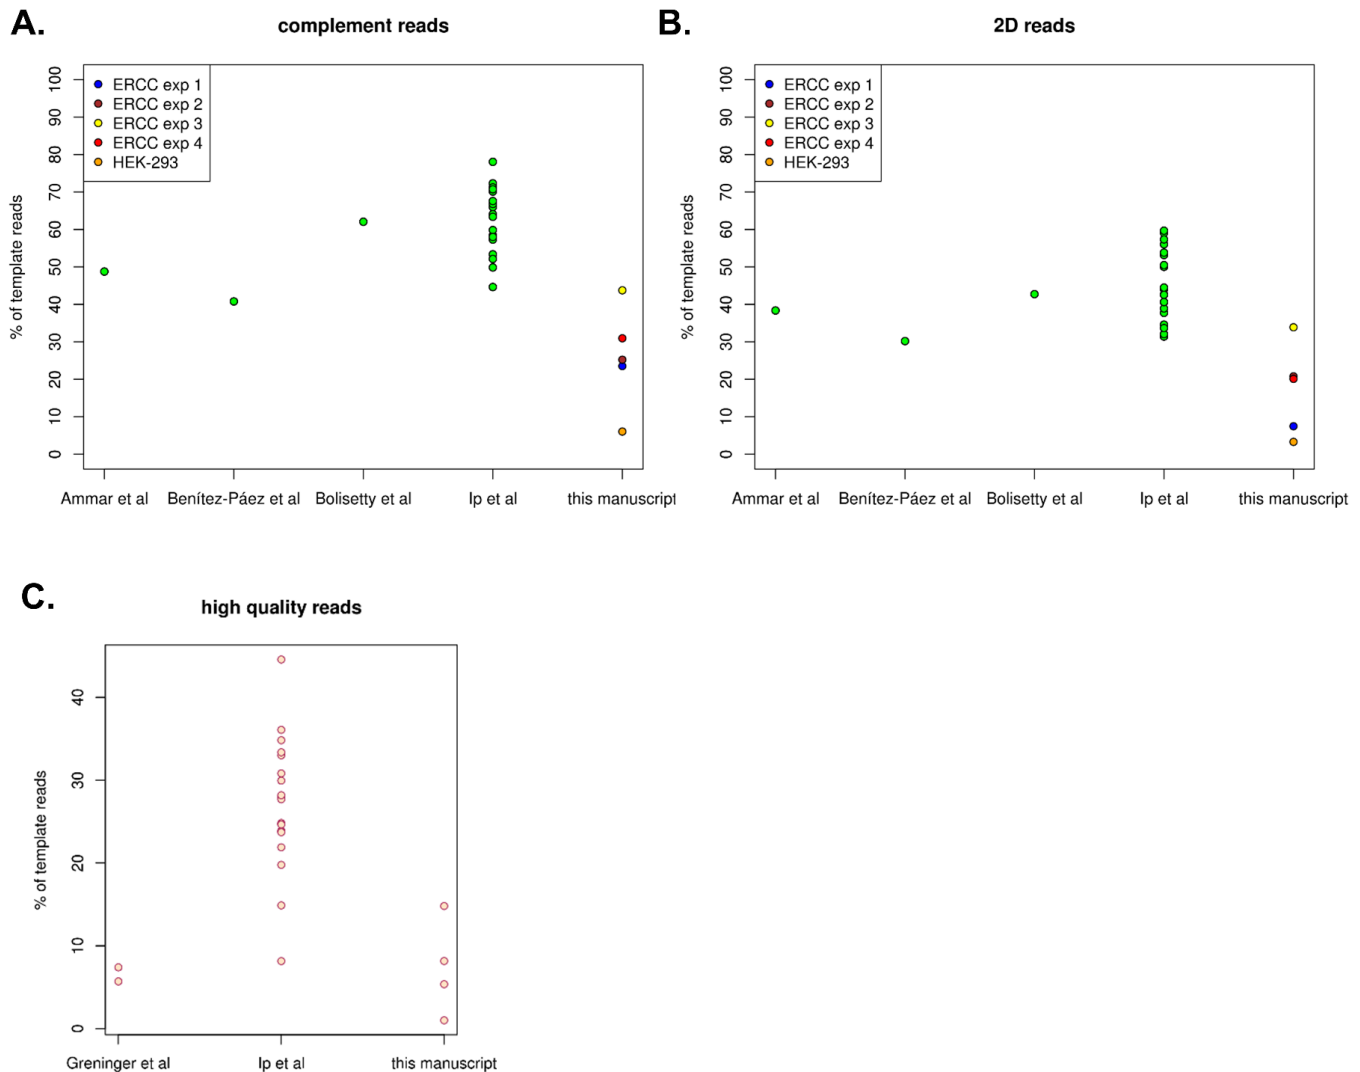 A.
complement reads
ERCC exp 1
ERCC exp 2
ERCC exp 3
ERCC exp 4
HEK-293
% of template reads
100
90
80
70
60
50
40
30
20
10
0
Ammar et al
Benítez-Páez et al
Bolisetty et al
Ip et al
this manuscript
B.
2D reads
ERCC exp 1
ERCC exp 2
ERCC exp 3
ERCC exp 4
HEK-293
% of template reads
100
90
80
70
60
50
40
30
20
10
0
Ammar et al
Benítez-Páez et al
Bolisetty et al
Ip et al
this manuscript
C.
high quality reads
% of template reads
40
30
20
10
0
Greninger et al
Ip et al
this manuscript